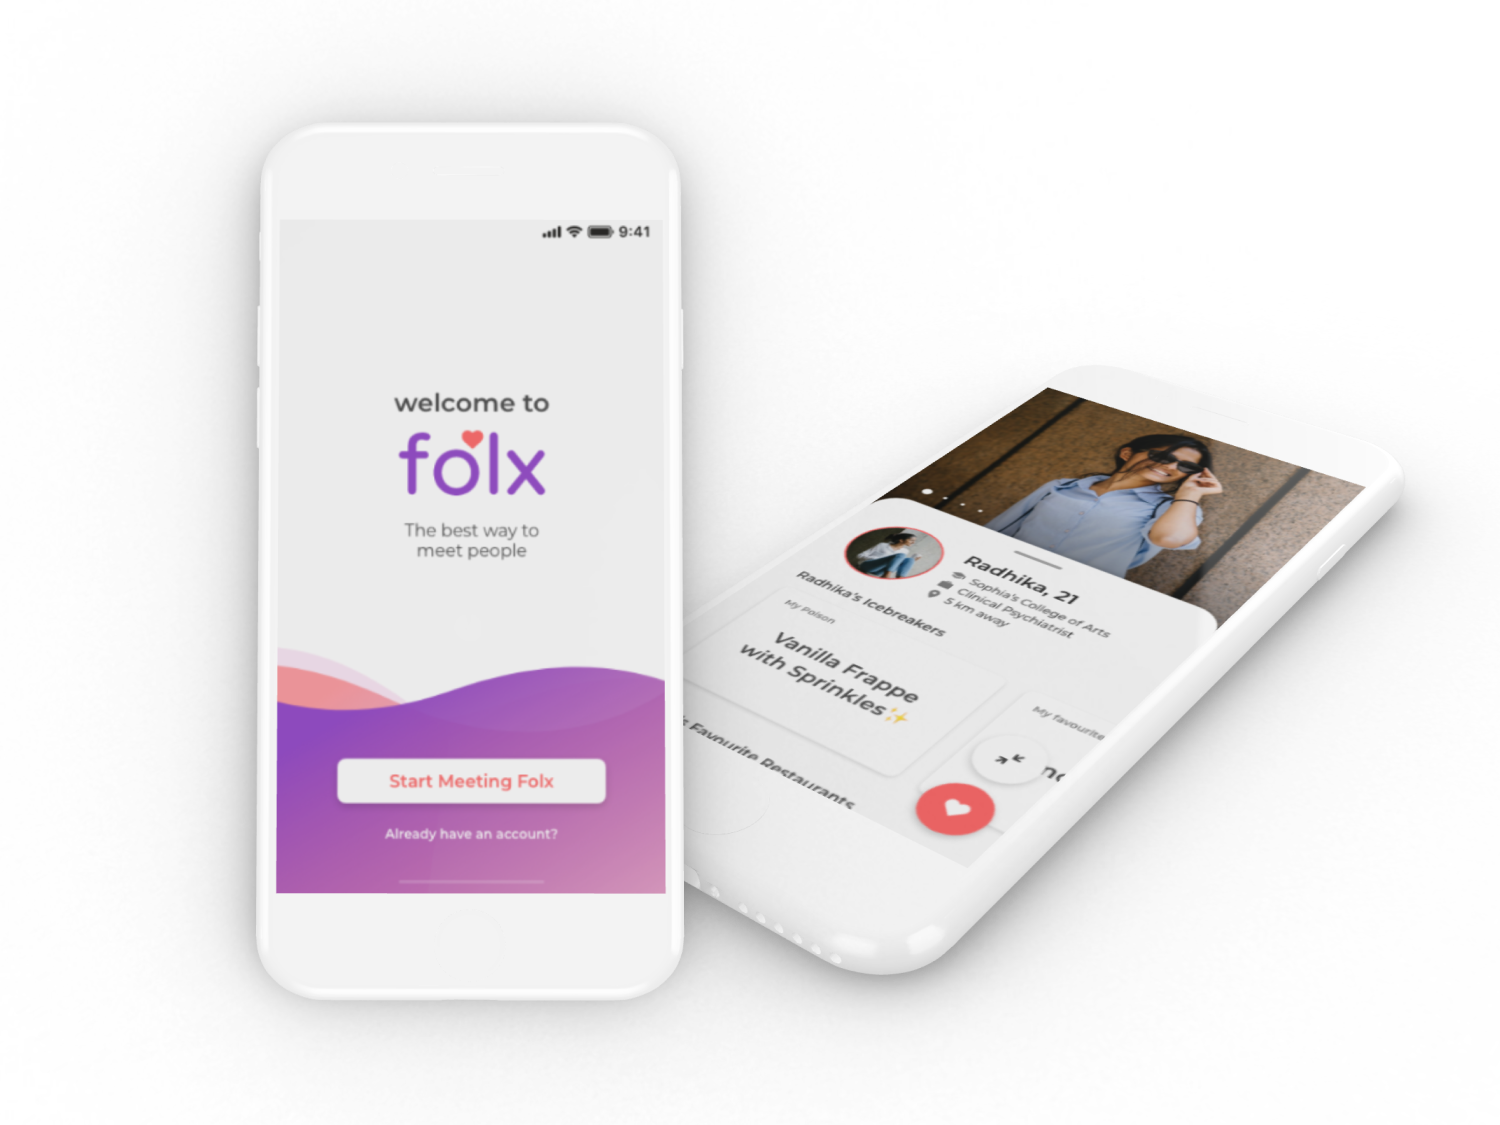 9:41
welcome to
folx
The best way to
meet people
Start Meeting Folx
Already have an account?
Radhika, 21
Sophia's College of Arts
Clinical Psychiatrist
5 km away
Radhika's Icebreakers
My Poison
Vanilla Frappe
with Sprinkles✨
My favourite
Favourite Restaurants